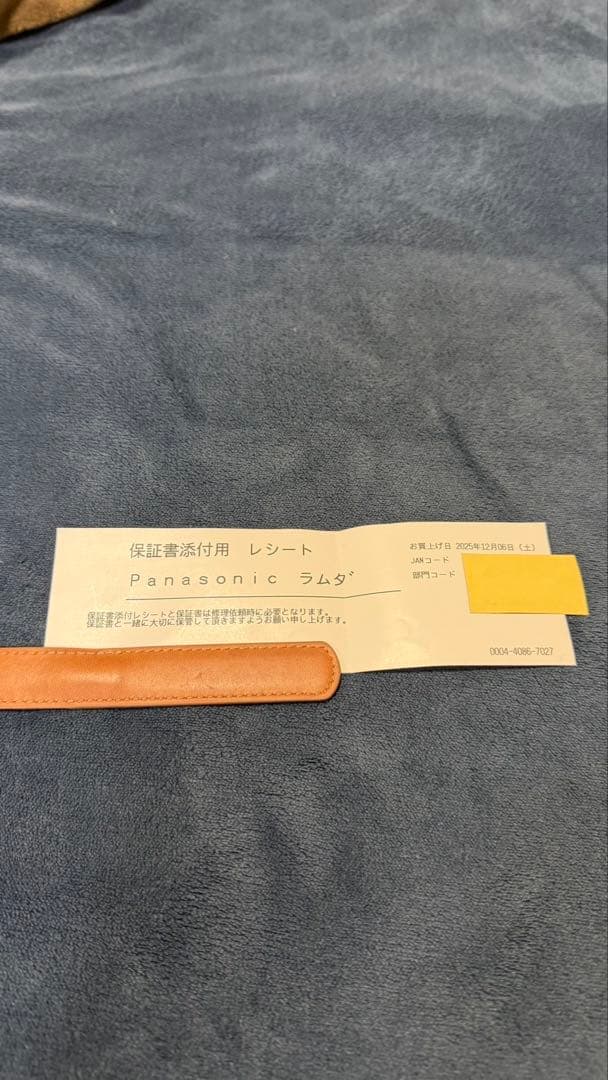 保証書添付用 レシート
Panasonic ラムダﾞ
お買上げ日 2025年12月06日（土）
JANコード
部門コード
保証書添付レシートと保証書は修理依頼時に必要となります。
保証書と一緒に大切に保管して頂きますようお願い申し上げます。
0004-4086-7027